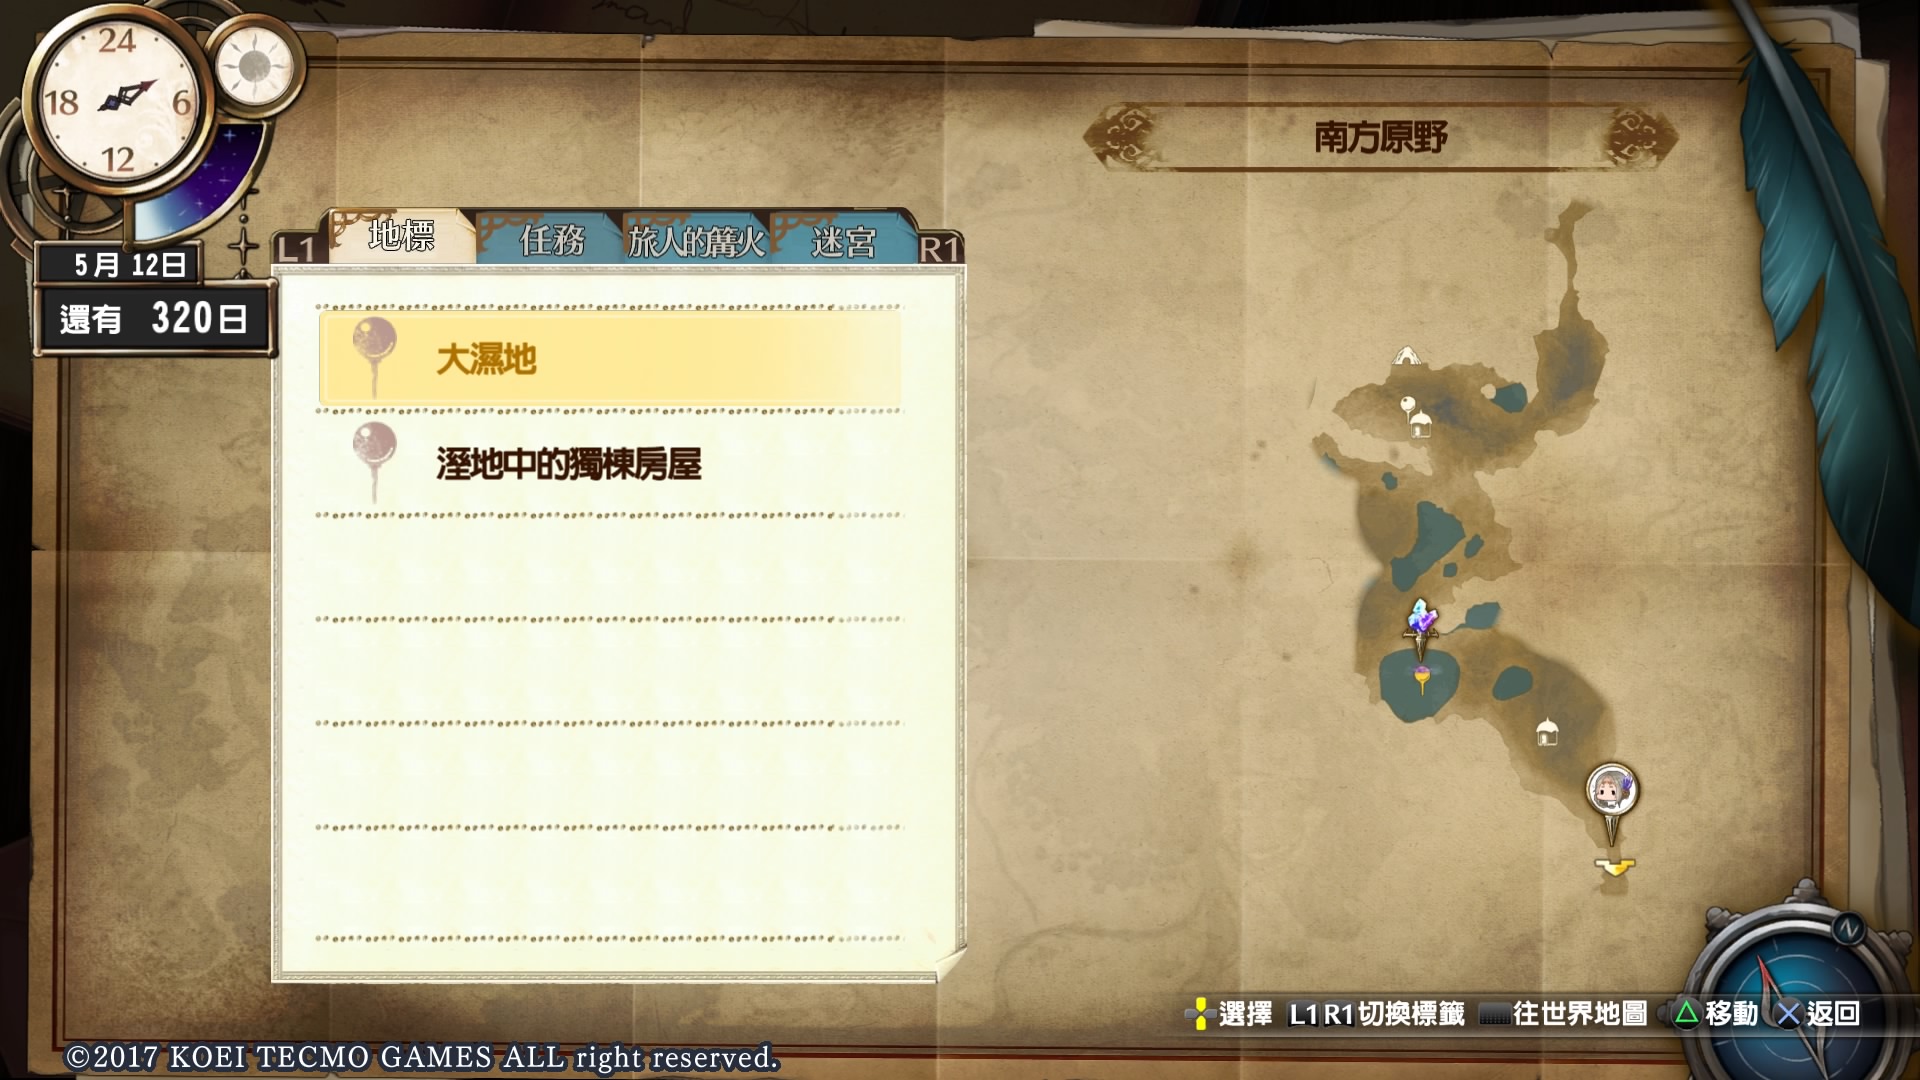 24
18
6
12
5月 12日
還有 320日
L1 地標 任務 旅人的篝火 迷宮 R1
大濕地
溼地中的獨棟房屋
南方原野
N
選擇 L1 R1切換標籤 往世界地圖 移動 返回
©2017 KOEI TECMO GAMES ALL right reserved.